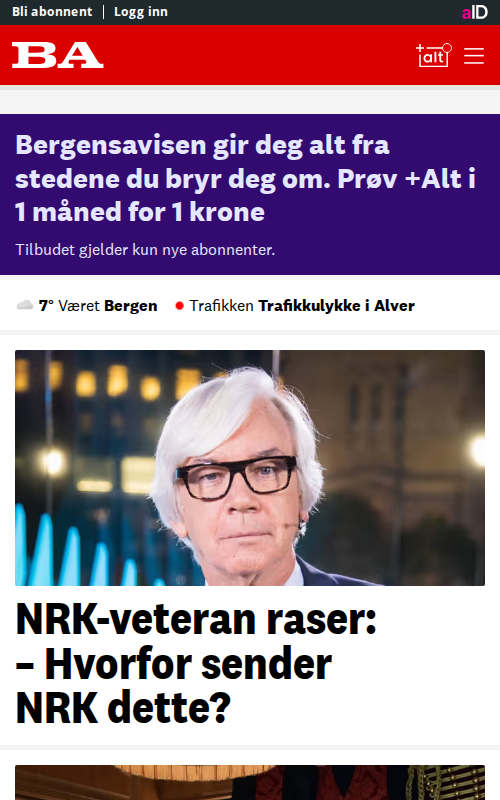 Bli abonnent
Logg inn
aID
BA
+alt
Bergensavisen gir deg alt fra
stedene du bryr deg om. Prøv +Alt i
1 måned for 1 krone
Tilbudet gjelder kun nye abonnenter.
7° Været Bergen
Trafikken Trafikkulykke i Alver
NRK-veteran raser:
– Hvorfor sender
NRK dette?